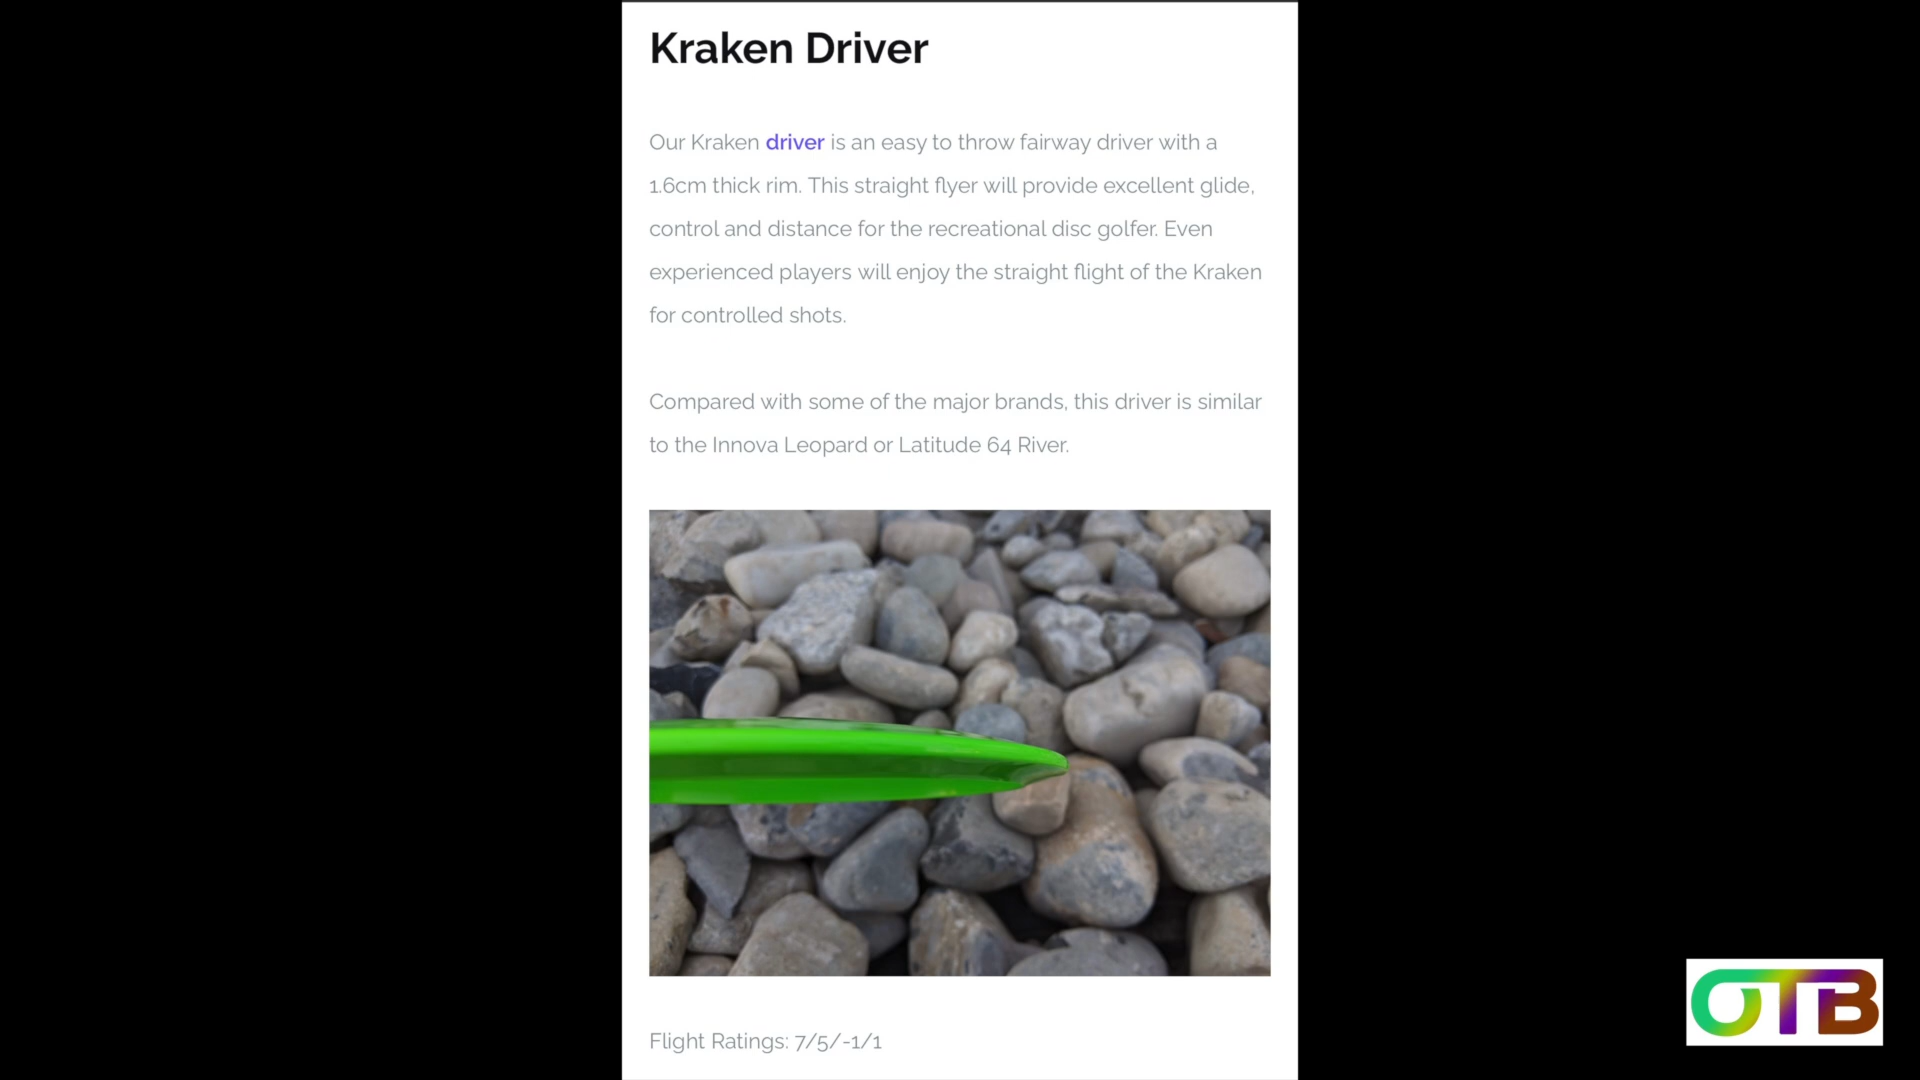 Kraken Driver
Our Kraken driver is an easy to throw fairway driver with a
1.6cm thick rim. This straight flyer will provide excellent glide,
control and distance for the recreational disc golfer. Even
experienced players will enjoy the straight flight of the Kraken
for controlled shots.
Compared with some of the major brands, this driver is similar
to the Innova Leopard or Latitude 64 River.
Flight Ratings: 7/5/-1/1
OTB